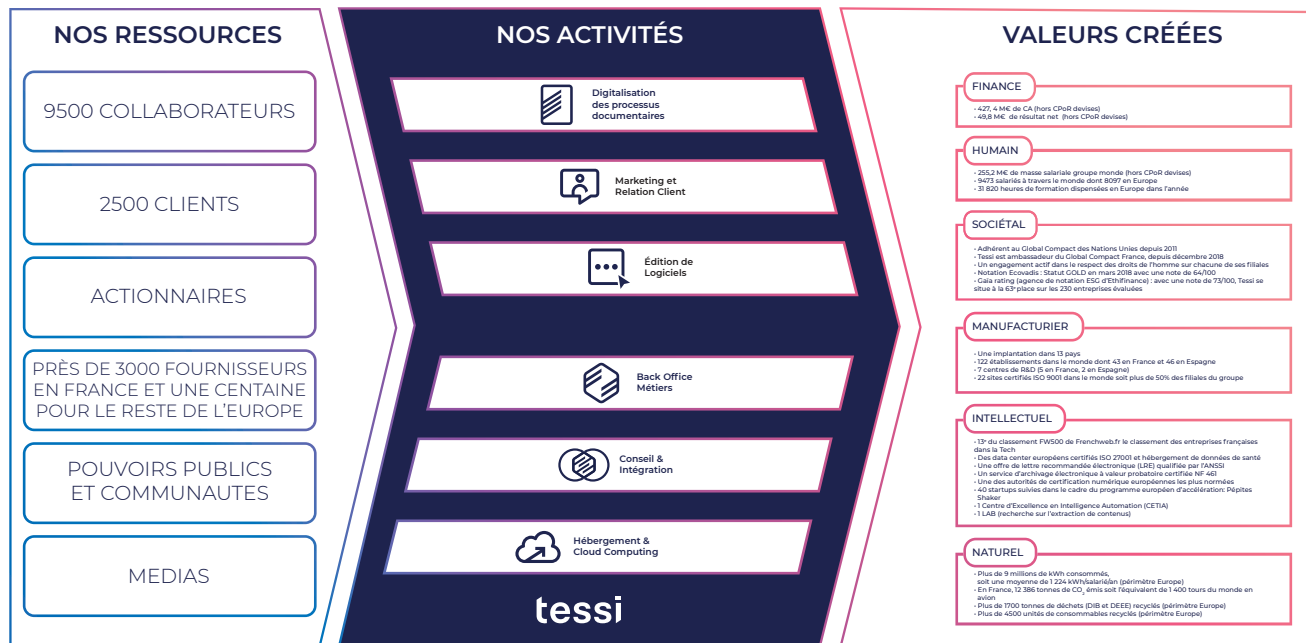 NOS RESSOURCES
9500 COLLABORATEURS
2500 CLIENTS
ACTIONNAIRES
PRÈS DE 3000 FOURNISSEURS
EN FRANCE ET UNE CENTAINE
POUR LE RESTE DE L'EUROPE
POUVOIRS PUBLICS
ET COMMUNAUTES
MEDIAS
NOS ACTIVITÉS
Digitalisation
des processus
documentaires
Marketing et
Relation Client
Édition de
Logiciels
Back Office
Métiers
Conseil &
Intégration
Hébergement &
Cloud Computing
tessi
VALEURS CRÉÉES
FINANCE
• 427, 4 M€ de CA (hors CPoR devises)
• 49,8 M€ de résultat net (hors CPoR devises)
HUMAIN
• 255,2 M€ de masse salariale groupe monde (hors CPoR devises)
• 9473 salariés à travers le monde dont 8097 en Europe
• 31 820 heures de formation dispensées en Europe dans l'année
SOCIÉTAL
• Adhérent au Global Compact des Nations Unies depuis 2011
• Tessi est ambassadeur du Global Compact France, depuis décembre 2018
• Un engagement actif dans le respect des droits de l'homme sur chacune de ses filiales
• Notation Ecovadis : Statut GOLD en mars 2018 avec une note de 64/100
• Gaïa rating (agence de notation ESG d'Ethifinance) : avec une note de 73/100, Tessi se
situe à la 63e place sur les 230 entreprises évaluées
MANUFACTURIER
• Une implantation dans 13 pays
• 122 établissements dans le monde dont 43 en France et 46 en Espagne
• 7 centres de R&D (5 en France, 2 en Espagne)
• 22 sites certifiés ISO 9001 dans le monde soit plus de 50% des filiales du groupe
INTELLECTUEL
• 13e du classement FW500 de Frenchweb.fr le classement des entreprises françaises
dans la Tech
• Des data center européens certifiés ISO 27001 et hébergement de données de santé
• Une offre de lettre recommandée électronique (LRE) qualifiée par l'ANSSI
• Un service d'archivage électronique à valeur probatoire certifiée NF 461
• Une des autorités de certification numérique européennes les plus normées
• 40 startups suivies dans le cadre du programme européen d'accélération: Pépites
Shaker
• 1 Centre d'Excellence en Intelligence Automation (CETIA)
• 1 LAB (recherche sur l'extraction de contenus)
NATUREL
• Plus de 9 millions de kWh consommés,
soit une moyenne de 1 224 kWh/salarié/an (périmètre Europe)
• En France, 12 386 tonnes de CO2 émis soit l'équivalent de 1 400 tours du monde en
avion
• Plus de 1700 tonnes de déchets (DIB et DEEE) recyclés (périmètre Europe)
• Plus de 4500 unités de consommables recyclés (périmètre Europe)